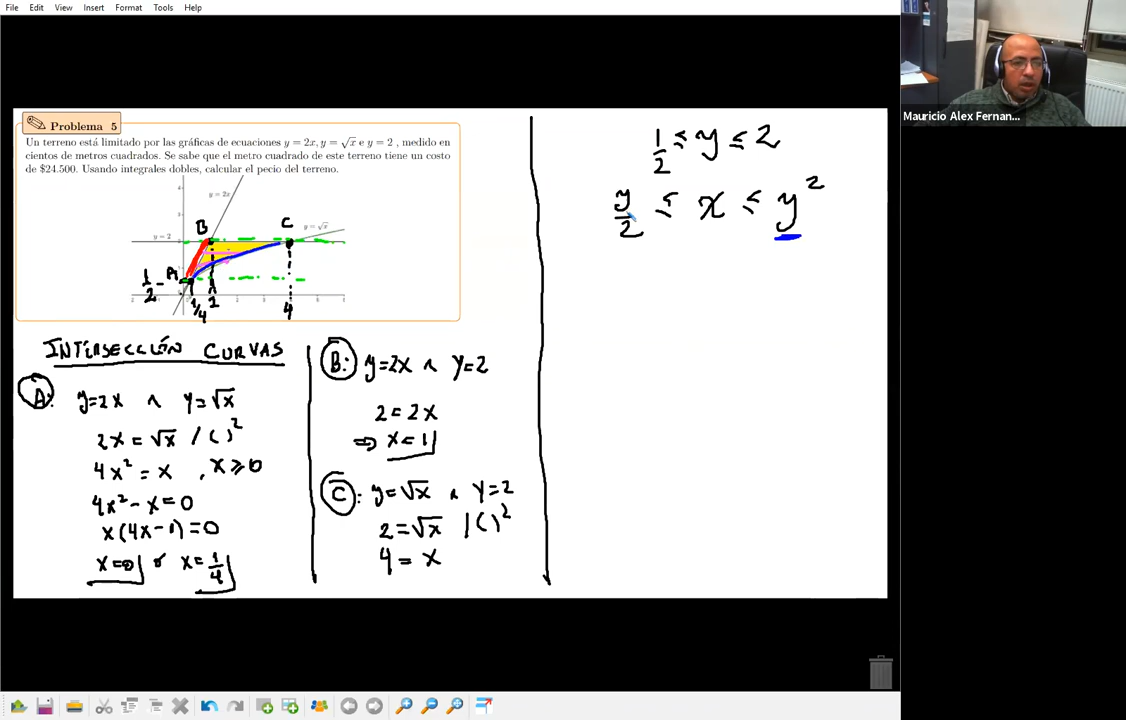 File Edit View Insert Format Tools Help
Mauricio Alex Fernan...
Problema 5
Un terreno está limitado por las gráficas de ecuaciones y = 2x, y = √x e y = 2 , medido en
cientos de metros cuadrados. Se sabe que el metro cuadrado de este terreno tiene un costo
de $24.500. Usando integrales dobles, calcular el pecio del terreno.
y = 2x
B C
y = √x
y = 2
A
1/2
1/4 1 4
INTERSECCIÓN CURVAS
A: y=2x ∧ y=√x
2x = √x / ( )²
4x² = x , x ≥ 0
4x² - x = 0
x(4x-1) = 0
x=0 o x= 1/4
B: y=2x ∧ y=2
2 = 2x
⇒ x=1
C: y=√x ∧ y=2
2 = √x / ( )²
4 = x
1/2 ≤ y ≤ 2
y/2 ≤ x ≤ y²